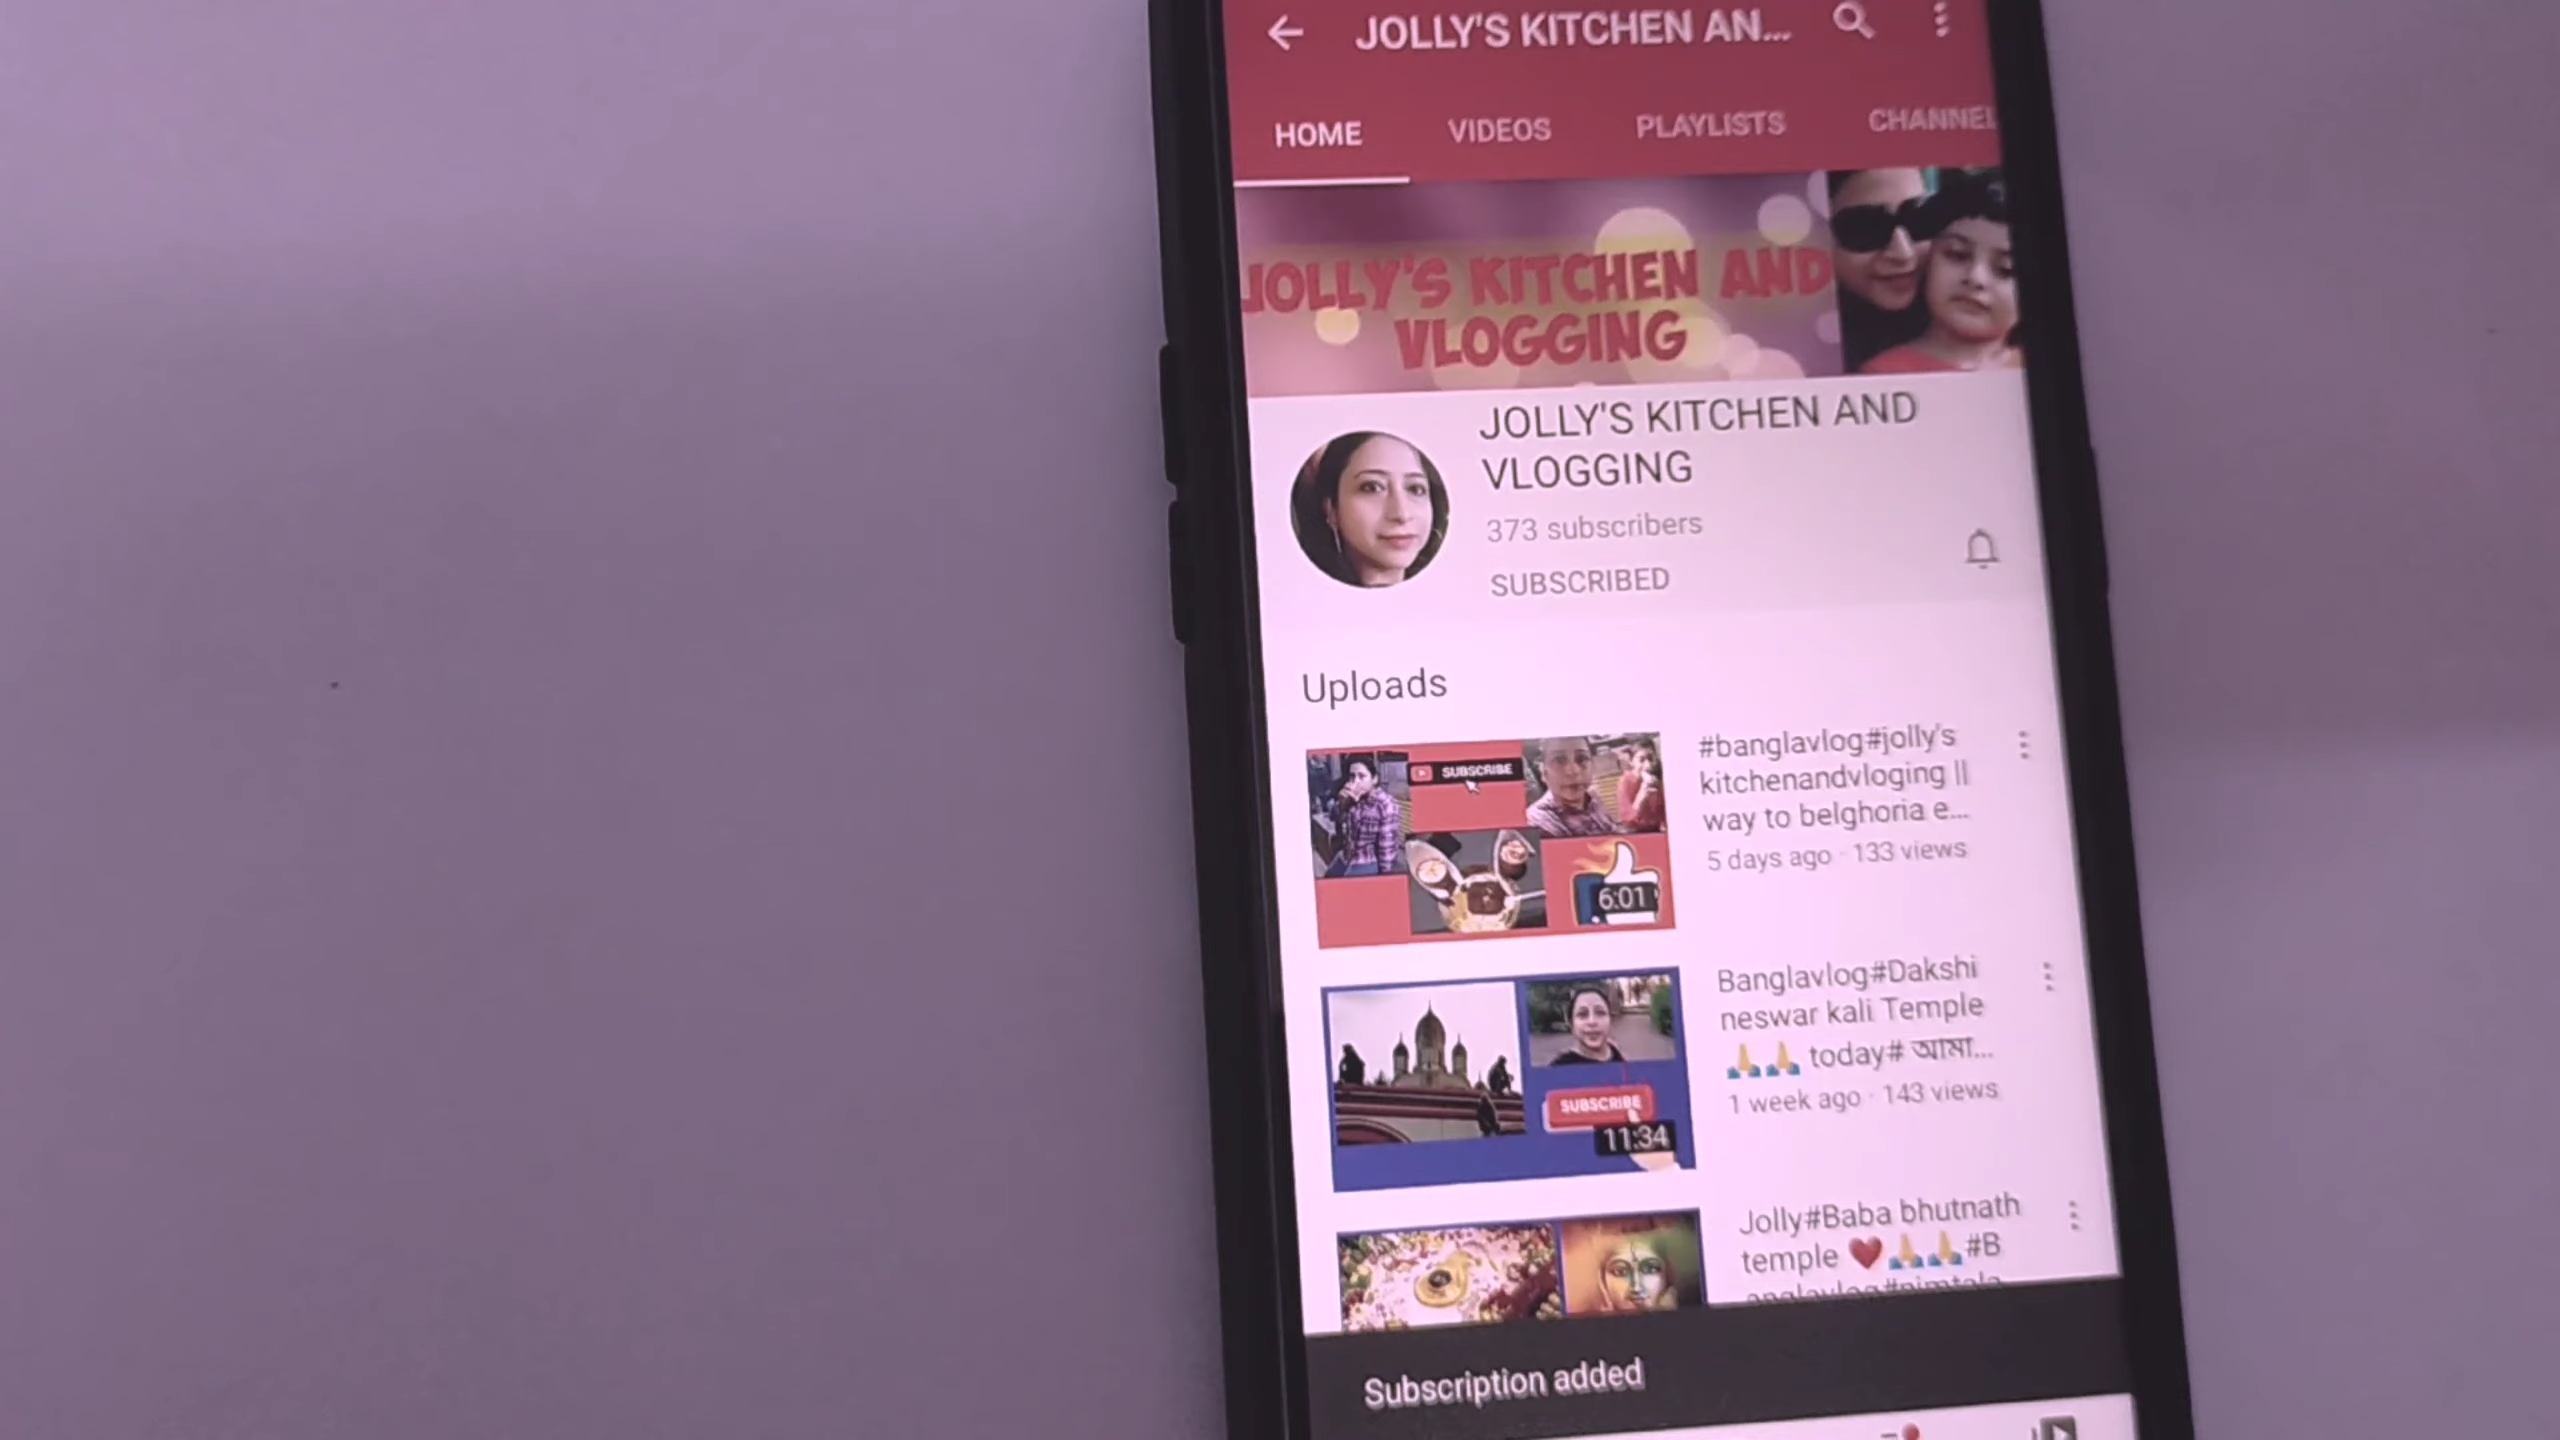 JOLLY'S KITCHEN AN...
HOME VIDEOS PLAYLISTS CHANNEL
JOLLY'S KITCHEN AND
VLOGGING
JOLLY'S KITCHEN AND
VLOGGING
373 subscribers
SUBSCRIBED
Uploads
SUBSCRIBE
6:01
#banglavlog#jolly's
kitchenandvloging ||
way to belghoria e...
5 days ago · 133 views
SUBSCRIBE
11:34
Banglavlog#Dakshi
neswar kali Temple
🙏🙏 today# আমা...
1 week ago · 143 views
Jolly#Baba bhutnath
temple ❤️🙏🙏#B
anglavlog#nimtala
Subscription added